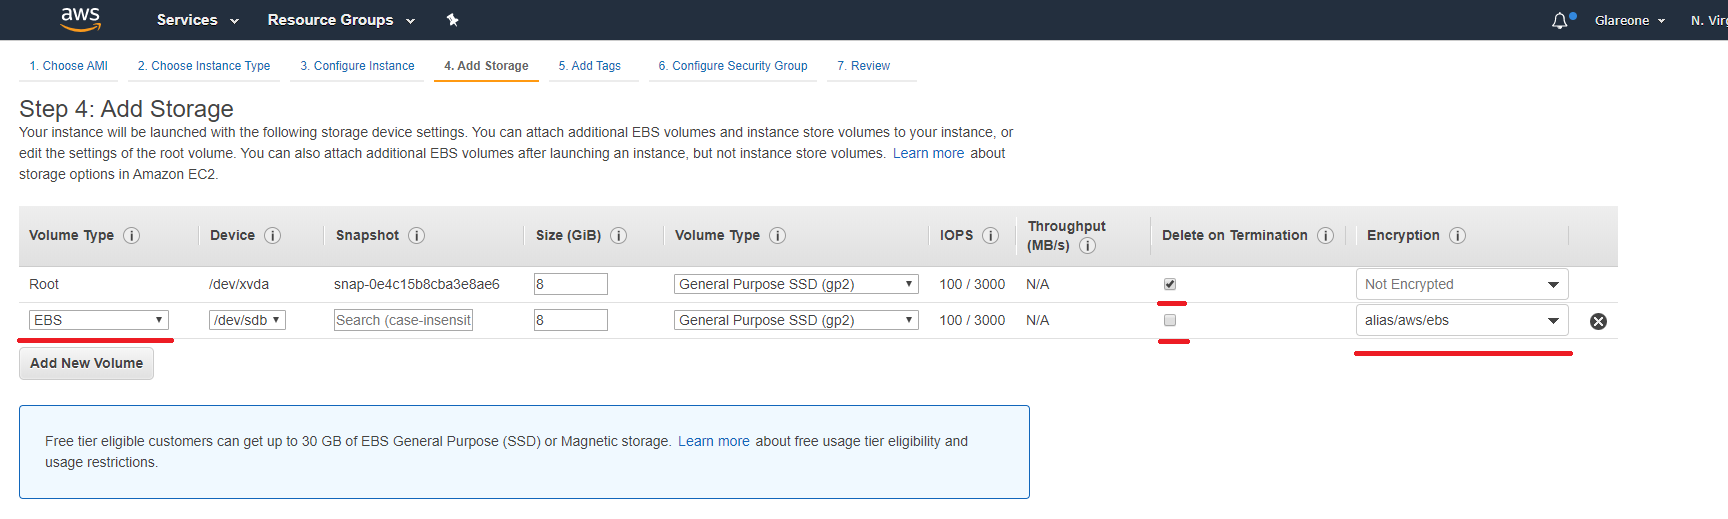 aws Services Resource Groups Glareone N. Virg
1. Choose AMI 2. Choose Instance Type 3. Configure Instance 4. Add Storage 5. Add Tags 6. Configure Security Group 7. Review
Step 4: Add Storage
Your instance will be launched with the following storage device settings. You can attach additional EBS volumes and instance store volumes to your instance, or
edit the settings of the root volume. You can also attach additional EBS volumes after launching an instance, but not instance store volumes. Learn more about
storage options in Amazon EC2.
Volume Type i Device i Snapshot i Size (GiB) i Volume Type i IOPS i Throughput
(MB/s) i Delete on Termination i Encryption i
Root /dev/xvda snap-0e4c15b8cba3e8ae6 8 General Purpose SSD (gp2) 100 / 3000 N/A Not Encrypted
EBS /dev/sdb Search (case-insensit 8 General Purpose SSD (gp2) 100 / 3000 N/A alias/aws/ebs
Add New Volume
Free tier eligible customers can get up to 30 GB of EBS General Purpose (SSD) or Magnetic storage. Learn more about free usage tier eligibility and
usage restrictions.